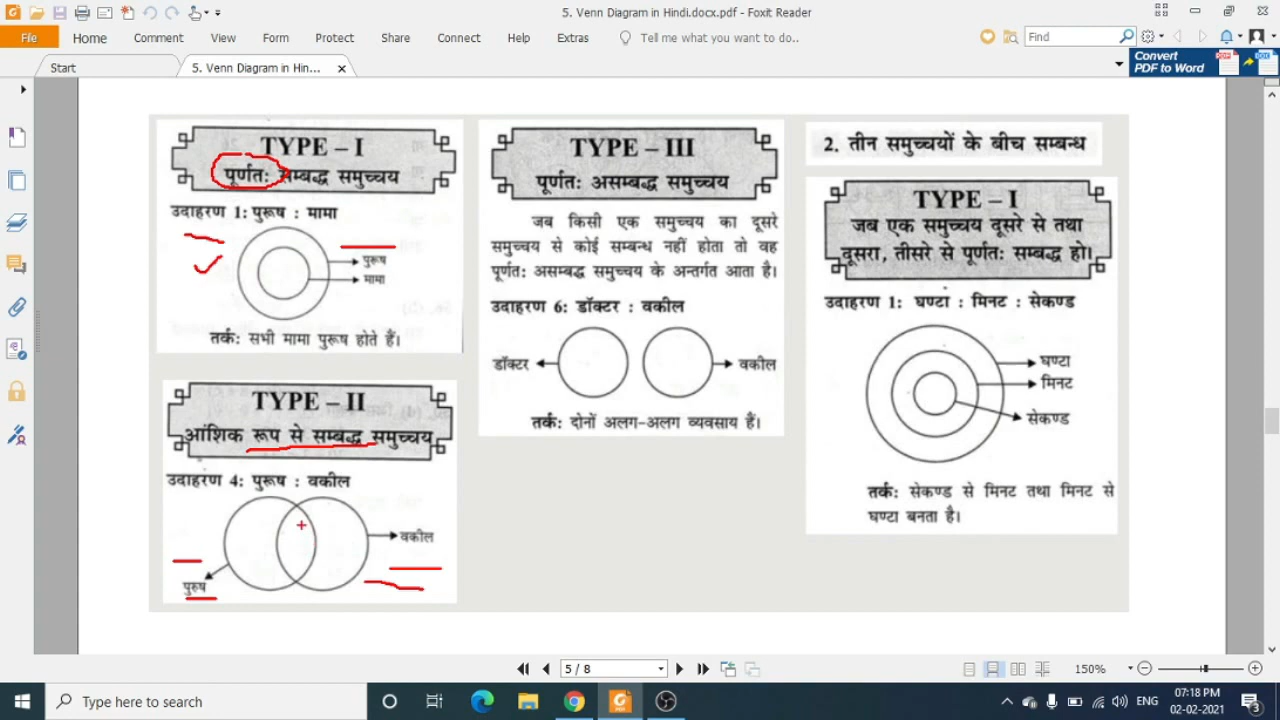 5. Venn Diagram in Hindi.docx.pdf - Foxit Reader
File Home Comment View Form Protect Share Connect Help Extras Tell me what you want to do.. Find
Start 5. Venn Diagram in Hin... Convert
PDF to Word
TYPE – I
पूर्णतः सम्बद्ध समुच्चय
उदाहरण 1: पुरूष : मामा
पुरूष
मामा
तर्क: सभी मामा पुरूष होते हैं।
TYPE – II
आंशिक रूप से सम्बद्ध समुच्चय
उदाहरण 4: पुरूष : वकील
वकील
पुरुष
TYPE – III
पूर्णतः असम्बद्ध समुच्चय
जब किसी एक समुच्चय का दूसरे
समुच्चय से कोई सम्बन्ध नहीं होता तो वह
पूर्णतः असम्बद्ध समुच्चय के अन्तर्गत आता है।
उदाहरण 6: डॉक्टर : वकील
डॉक्टर वकील
तर्क: दोनों अलग-अलग व्यवसाय हैं।
2. तीन समुच्चयों के बीच सम्बन्ध
TYPE – I
जब एक समुच्चय दूसरे से तथा
दूसरा, तीसरे से पूर्णतः सम्बद्ध हो।
उदाहरण 1: घण्टा : मिनट : सेकण्ड
घण्टा
मिनट
सेकण्ड
तर्क: सेकण्ड से मिनट तथा मिनट से
घण्टा बनता है।
5 / 8 150%
Type here to search ENG 07:18 PM
02-02-2021 3